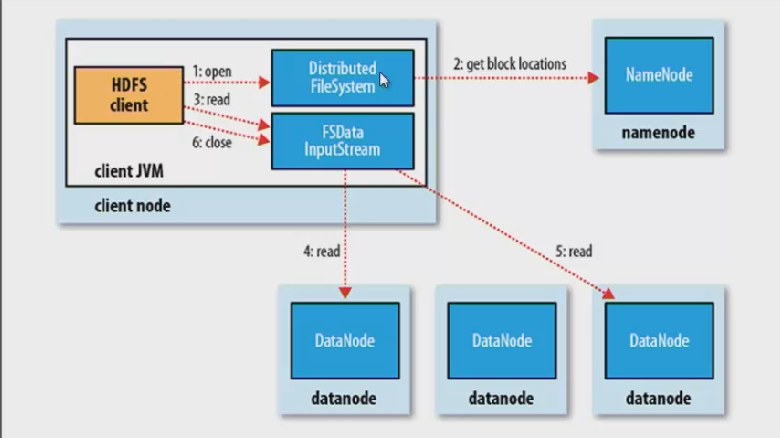 1: open
Distributed
FileSystem
2: get block locations
NameNode
HDFS
client
3: read
6: close
FSData
InputStream
namenode
client JVM
client node
4: read
5: read
DataNode
DataNode
DataNode
datanode
datanode
datanode